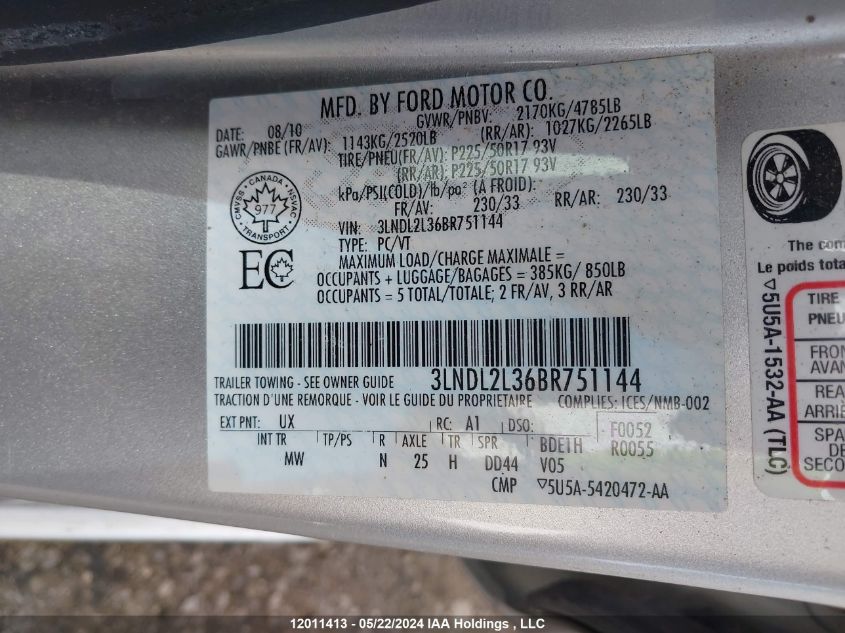 MFD. BY FORD MOTOR CO.
DATE: 08/10 GVWR/PNBV: 2170KG/4785LB
GAWR/PNBE (FR/AV): 1143KG/2520LB (RR/AR): 1027KG/2265LB
TIRE/PNEU(FR/AV): P225/50R17 93V
(RR/AR): P225/50R17 93V
kPa/PSI(COLD)/lb/po² (A FROID):
FR/AV: 230/33 RR/AR: 230/33
VIN: 3LNDL2L36BR751144
TYPE: PC/VT
MAXIMUM LOAD/CHARGE MAXIMALE =
OCCUPANTS + LUGGAGE/BAGAGES = 385KG/ 850LB
OCCUPANTS = 5 TOTAL/TOTALE; 2 FR/AV, 3 RR/AR
CANADA
CMVSS NSVAC
977
TRANSPORT
EC
3LNDL2L36BR751144
TRAILER TOWING - SEE OWNER GUIDE
TRACTION D'UNE REMORQUE - VOIR LE GUIDE DU PROPRIETAIRE COMPLIES: ICES/NMB-002
EXT PNT: UX RC: A1 DSO: F0052
R0055
INT TR TP/PS R AXLE TR SPR BDE1H
MW N 25 H DD44 V05
CMP ▽5U5A-5420472-AA
The com
Le poids tota
▽5U5A-1532-AA (TLC)
TIRE
PNEU
FRON
AVAN
REA
ARRIÈ
SPA
DE
SECO
12011413 - 05/22/2024 IAA Holdings , LLC